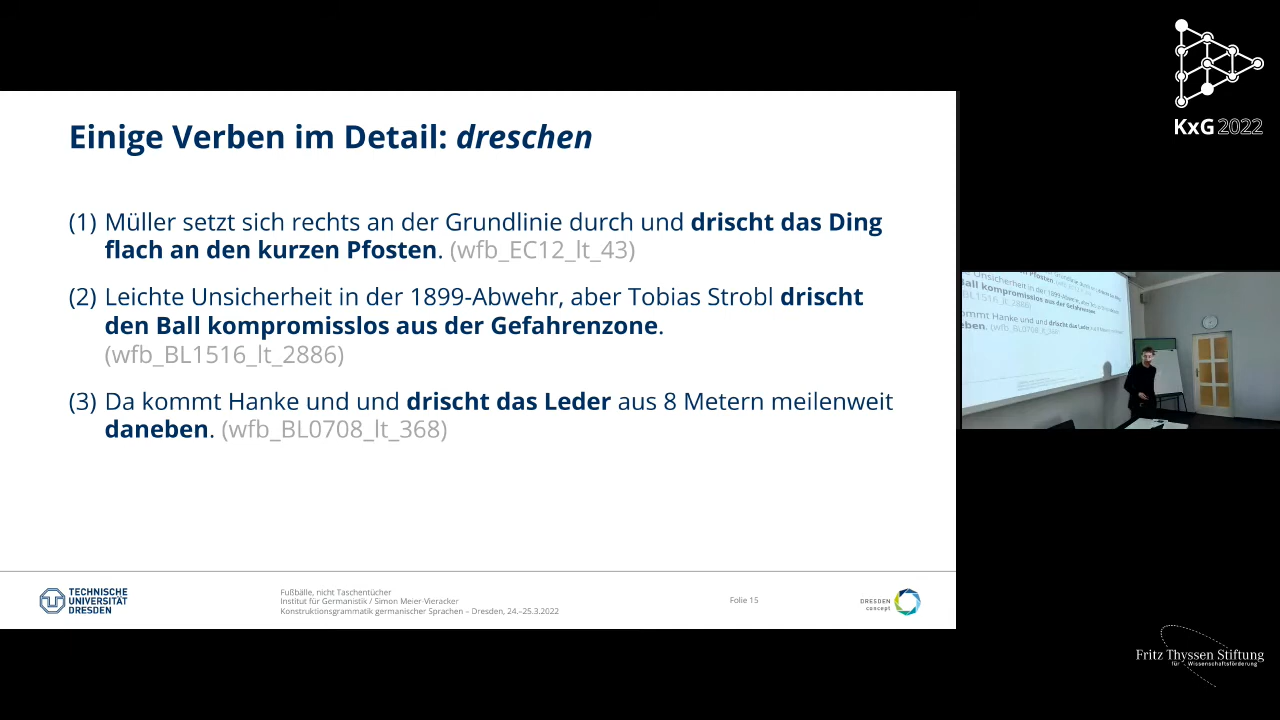 KxG 2022
Einige Verben im Detail: dreschen
(1) Müller setzt sich rechts an der Grundlinie durch und drischt das Ding
flach an den kurzen Pfosten. (wfb_EC12_lt_43)
(2) Leichte Unsicherheit in der 1899-Abwehr, aber Tobias Strobl drischt
den Ball kompromisslos aus der Gefahrenzone.
(wfb_BL1516_lt_2886)
(3) Da kommt Hanke und und drischt das Leder aus 8 Metern meilenweit
daneben. (wfb_BL0708_lt_368)
TECHNISCHE
UNIVERSITÄT
DRESDEN
Fußbälle, nicht Taschentücher
Institut für Germanistik / Simon Meier-Vieracker
Konstruktionsgrammatik germanischer Sprachen – Dresden, 24.–25.3.2022
Folie 15
DRESDEN
concept
Fritz Thyssen Stiftung
für Wissenschaftsförderung